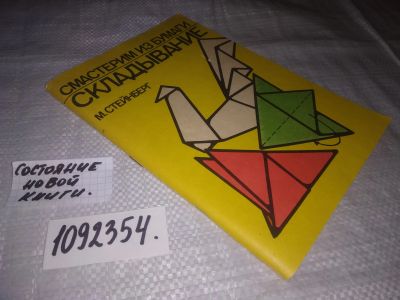 СМАСТЕРИМ ИЗ БУМАГИ
СКЛАДЫВАНИЕ
М. СТЕЙНБЕРГ
СОСТОЯНИЕ
НОВОЙ
КНИГИ.
1092354.